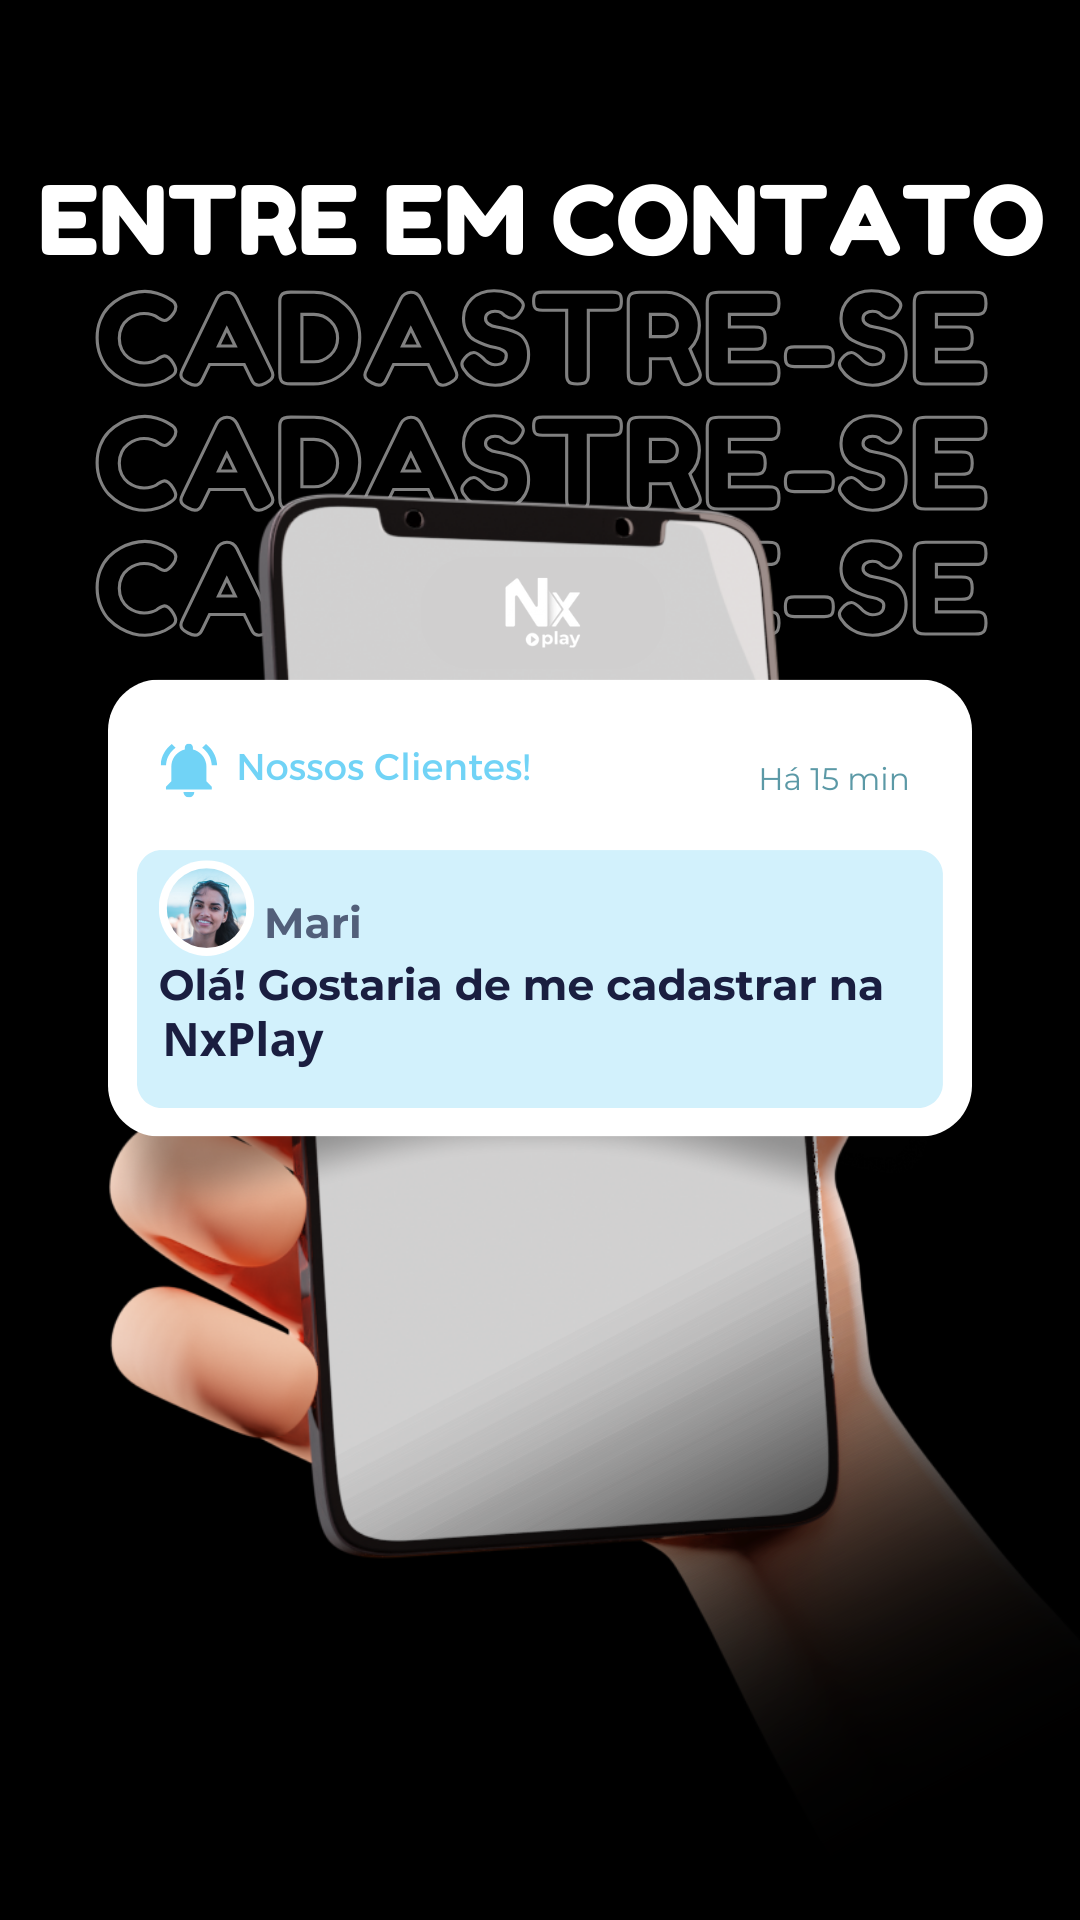 ENTRE EM CONTATO
CADASTRE-SE
CADASTRE-SE
CA E-SE
Nx
play
Nossos Clientes!
Há 15 min
Mari
Olá! Gostaria de me cadastrar na
NxPlay